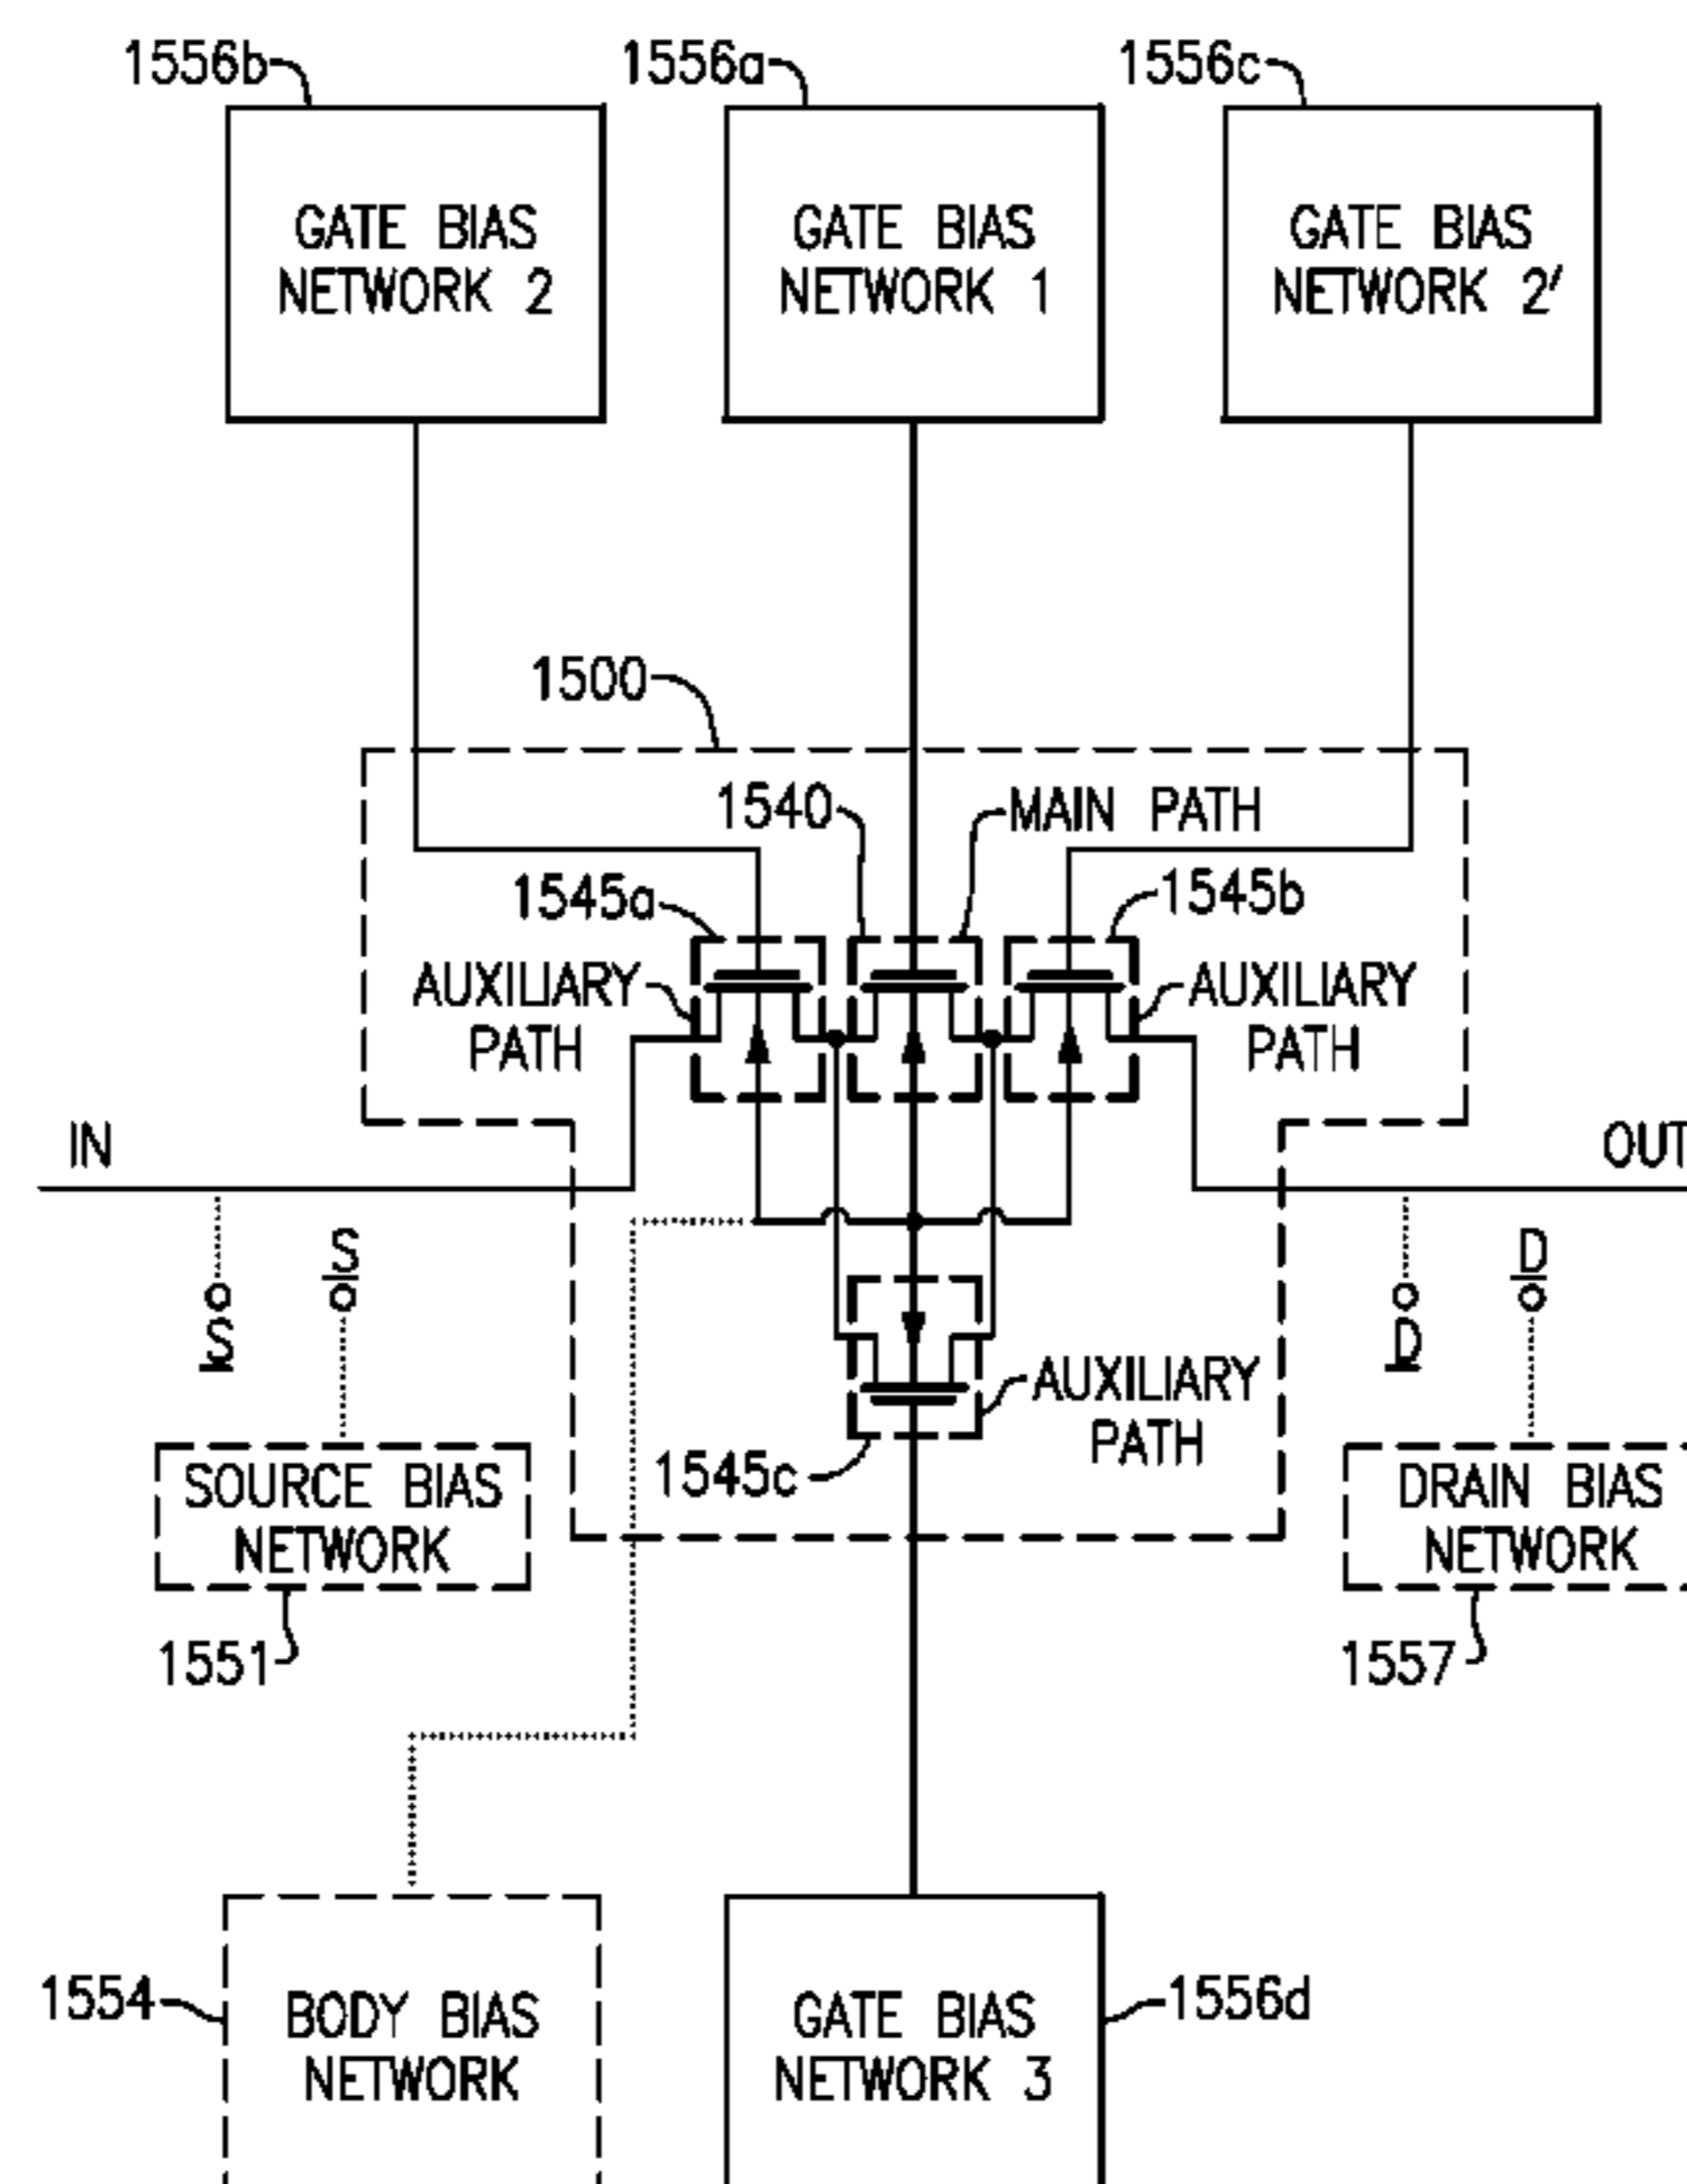 1556b
1556a
1556c
GATE BIAS
NETWORK 2
GATE BIAS
NETWORK 1
GATE BIAS
NETWORK 2'
1500
1540
MAIN PATH
1545a
1545b
AUXILIARY
PATH
AUXILIARY
PATH
IN
OUT
S
S
D
D
AUXILIARY
PATH
1545c
SOURCE BIAS
NETWORK
DRAIN BIAS
NETWORK
1551
1557
1554
BODY BIAS
NETWORK
GATE BIAS
NETWORK 3
1556d